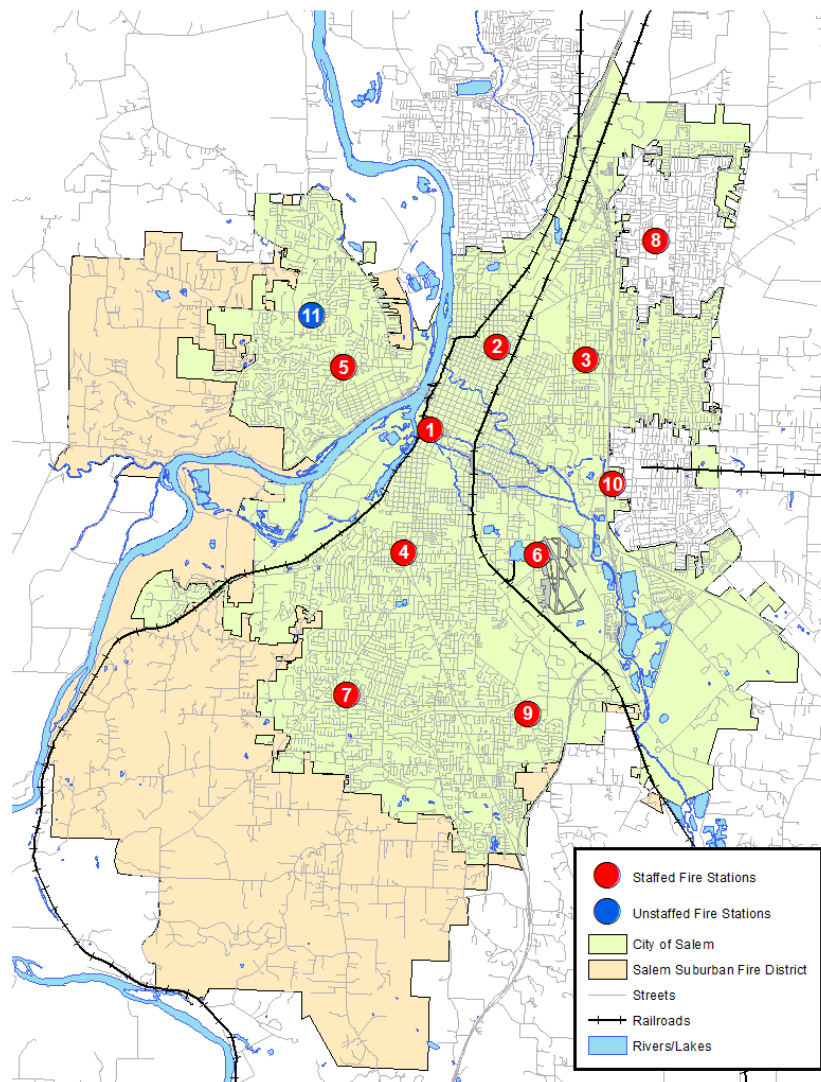 8
11
2
3
5
1
10
4
6
7
9
Staffed Fire Stations
Unstaffed Fire Stations
City of Salem
Salem Suburban Fire District
Streets
Railroads
Rivers/Lakes